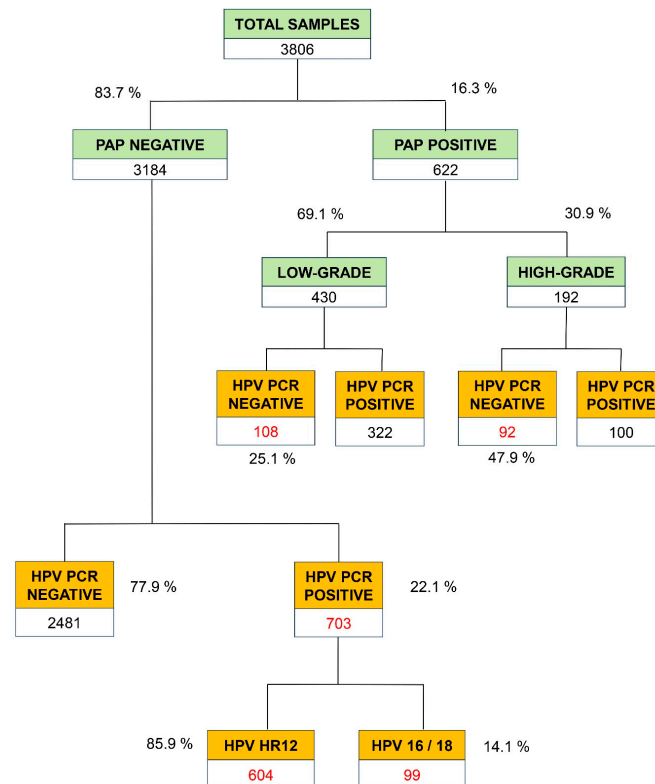 TOTAL SAMPLES
3806
83.7 %
16.3 %
PAP NEGATIVE
3184
PAP POSITIVE
622
69.1 %
30.9 %
LOW-GRADE
430
HIGH-GRADE
192
HPV PCR
NEGATIVE
108
25.1 %
HPV PCR
POSITIVE
322
HPV PCR
NEGATIVE
92
47.9 %
HPV PCR
POSITIVE
100
HPV PCR
NEGATIVE
2481
77.9 %
HPV PCR
POSITIVE
703
22.1 %
85.9 %
HPV HR12
604
HPV 16 / 18
99
14.1 %